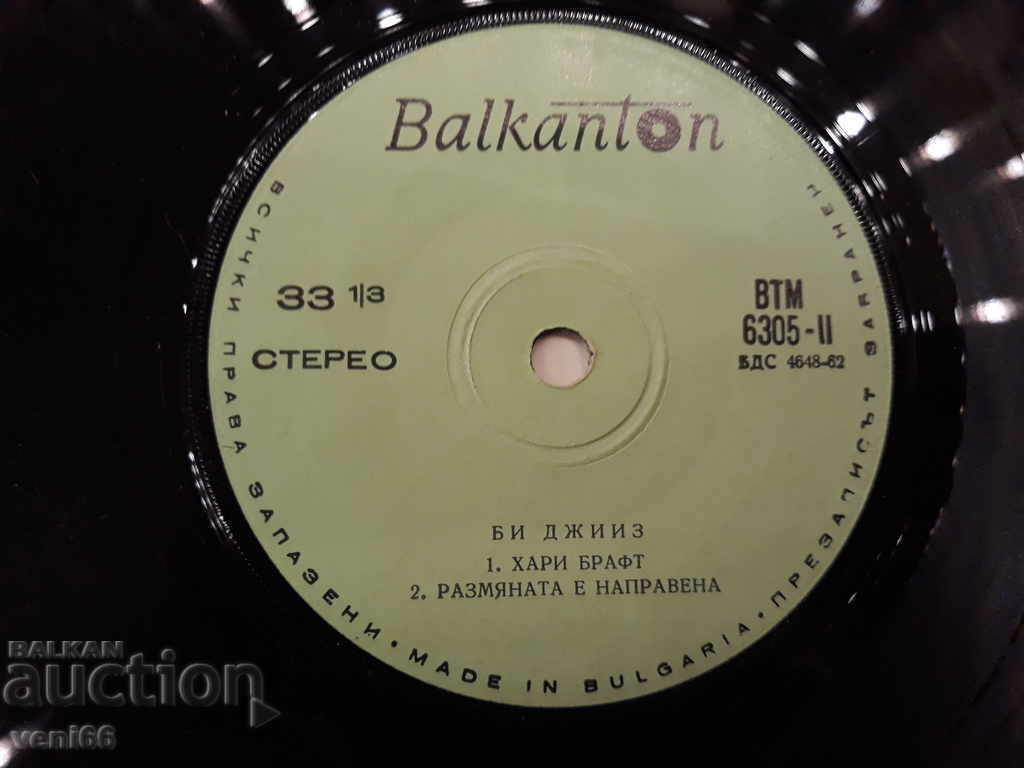 Balkanton
33 1/3
СТЕРЕО
ВТМ
6305-II
БДС 4648-62
БИ ДЖИИЗ
1. ХАРИ БРАФТ
2. РАЗМЯНАТА Е НАПРАВЕНА
ВСИЧКИ ПРАВА ЗАПАЗЕНИ • MADE IN BULGARIA • ПРЕЗАПИСЪТ ЗАБРАНЕН
BALKAN
auction
veni66